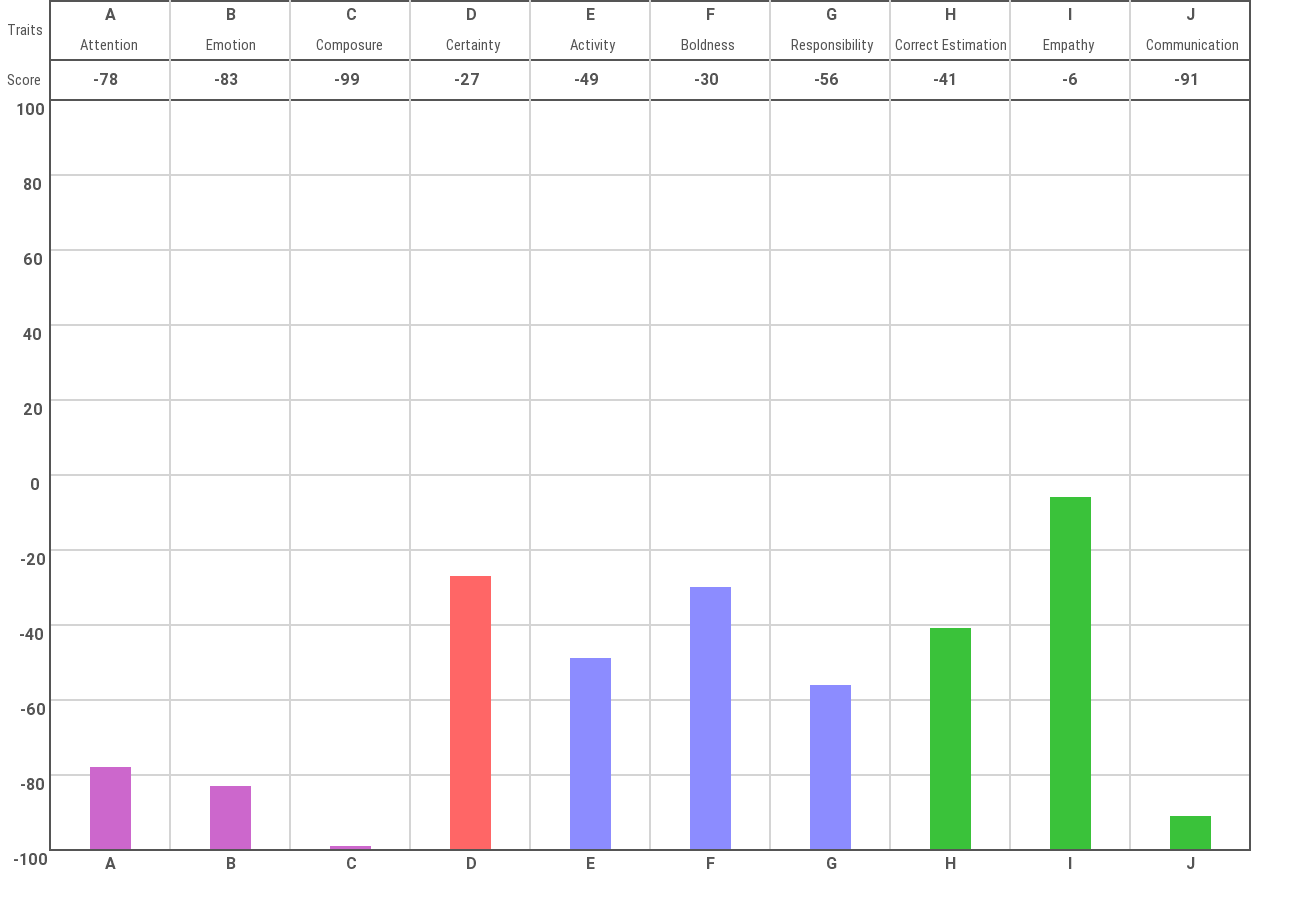 A B C D E F G H I J
Traits
Attention Emotion Composure Certainty Activity Boldness Responsibility Correct Estimation Empathy Communication
Score -78 -83 -99 -27 -49 -30 -56 -41 -6 -91
100
80
60
40
20
0
-20
-40
-60
-80
-100
A B C D E F G H I J